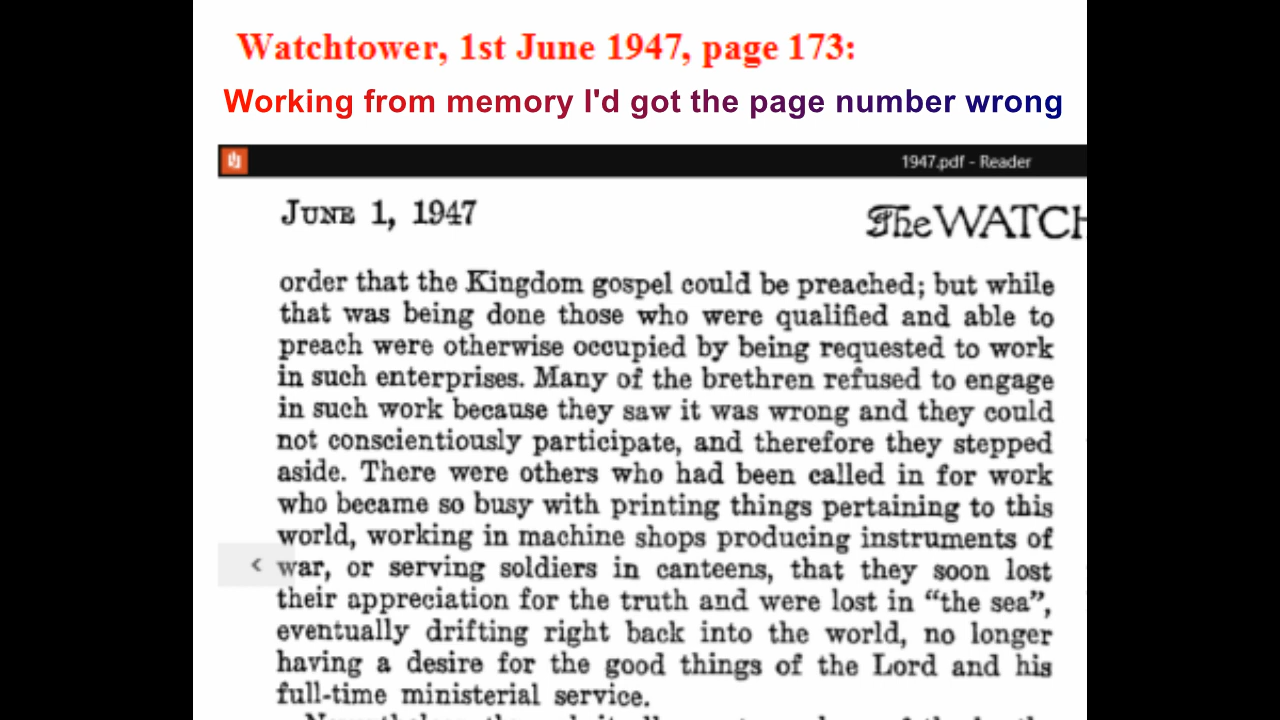 Watchtower, 1st June 1947, page 173:
Working from memory I'd got the page number wrong
1947.pdf - Reader
JUNE 1, 1947
The WATCH
order that the Kingdom gospel could be preached; but while
that was being done those who were qualified and able to
preach were otherwise occupied by being requested to work
in such enterprises. Many of the brethren refused to engage
in such work because they saw it was wrong and they could
not conscientiously participate, and therefore they stepped
aside. There were others who had been called in for work
who became so busy with printing things pertaining to this
world, working in machine shops producing instruments of
war, or serving soldiers in canteens, that they soon lost
their appreciation for the truth and were lost in “the sea”,
eventually drifting right back into the world, no longer
having a desire for the good things of the Lord and his
full-time ministerial service.